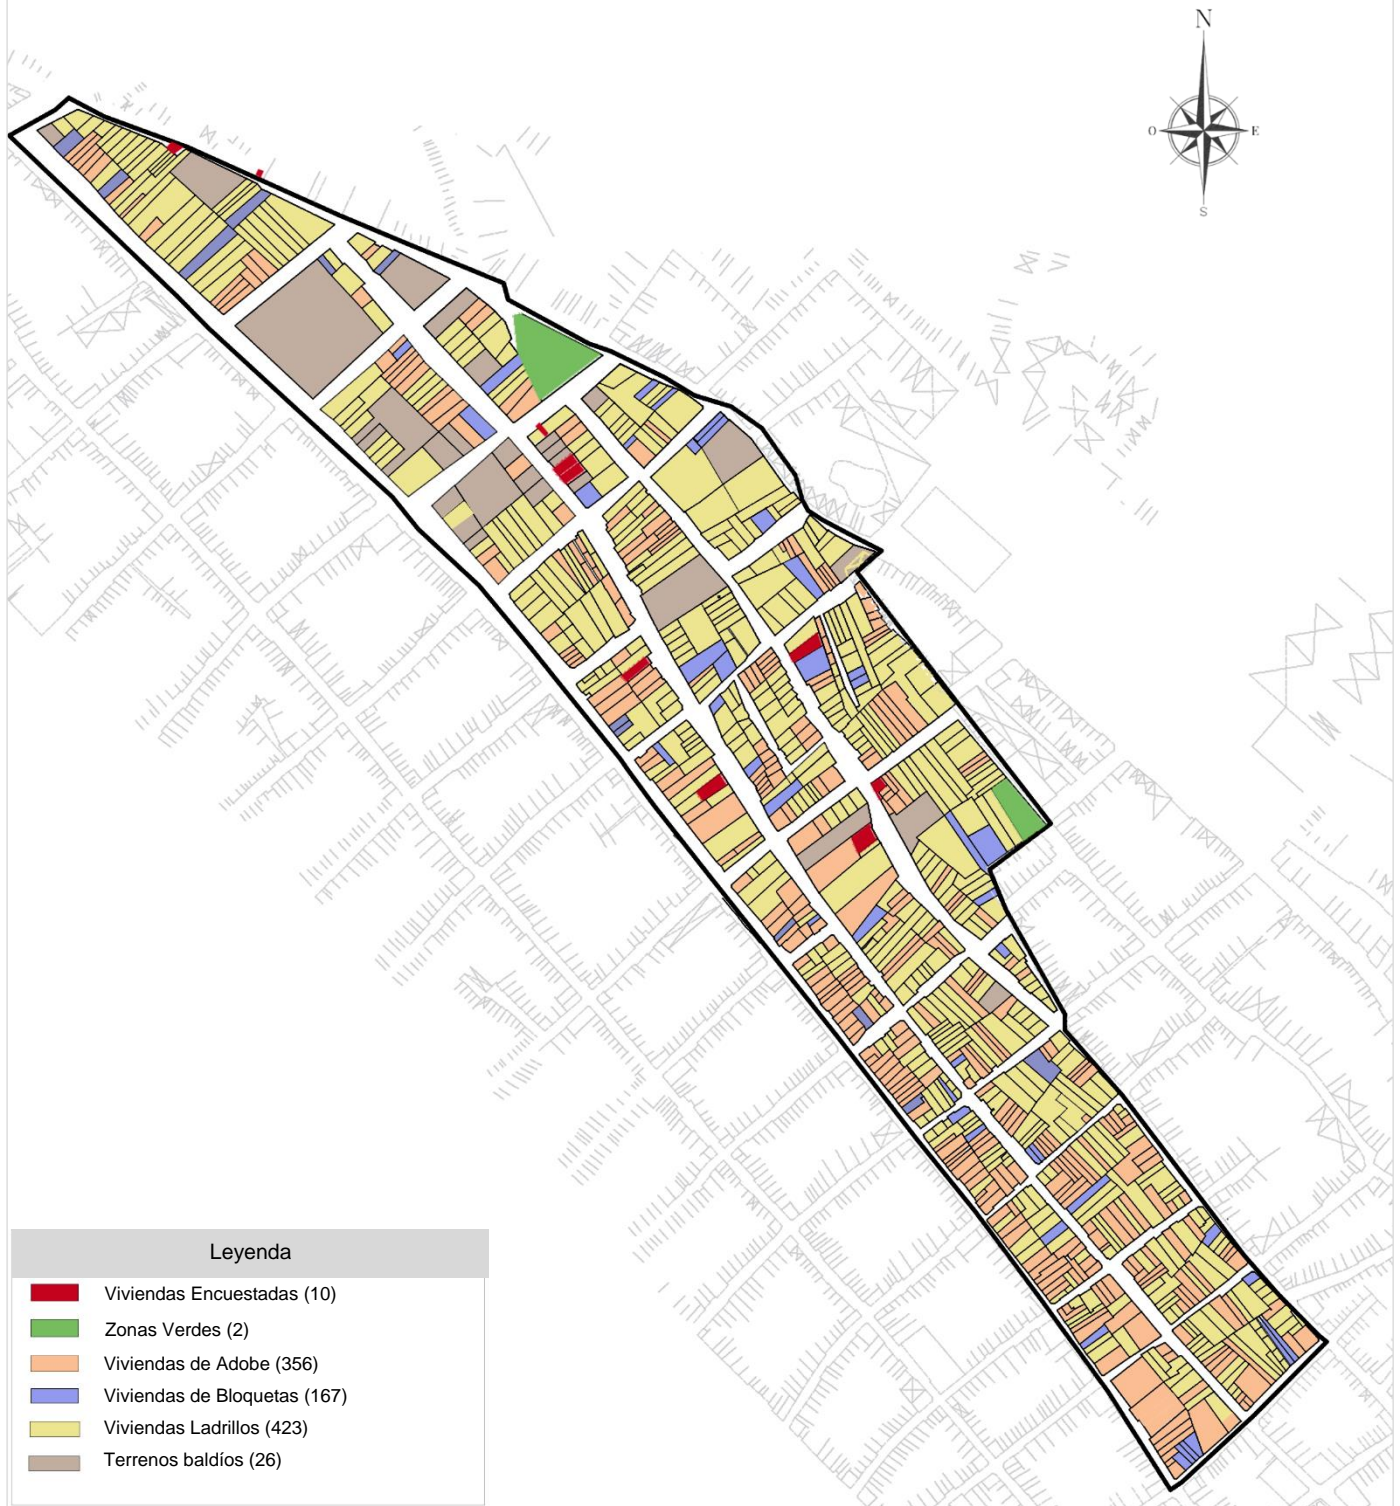 N
O
E
S
Leyenda
Viviendas Encuestadas (10)
Zonas Verdes (2)
Viviendas de Adobe (356)
Viviendas de Bloquetas (167)
Viviendas Ladrillos (423)
Terrenos baldíos (26)